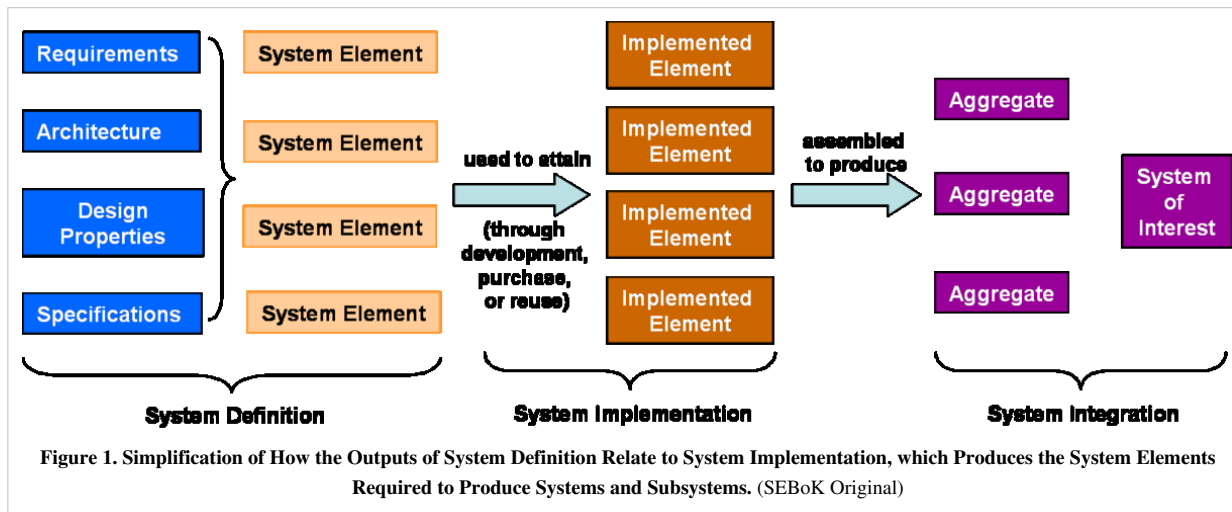 Requirements
Architecture
Design
Properties
Specifications
System Element
System Element
System Element
System Element
used to attain
(through
development,
purchase,
or reuse)
Implemented
Element
Implemented
Element
Implemented
Element
Implemented
Element
assembled
to produce
Aggregate
Aggregate
Aggregate
System
of
Interest
System Definition
System Implementation
System Integration
Figure 1. Simplification of How the Outputs of System Definition Relate to System Implementation, which Produces the System Elements
Required to Produce Systems and Subsystems. (SEBoK Original)